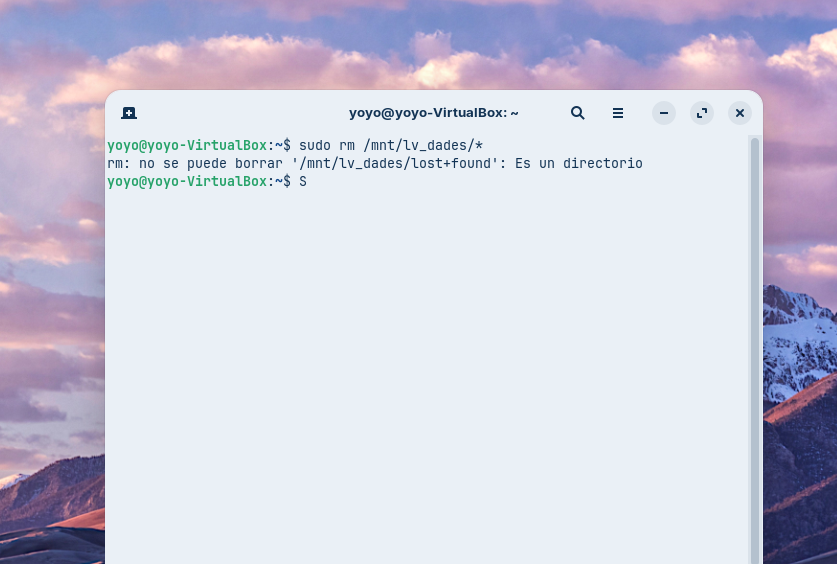 yoyo@yoyo-VirtualBox: ~
yoyo@yoyo-VirtualBox:~$ sudo rm /mnt/lv_dades/*
rm: no se puede borrar '/mnt/lv_dades/lost+found': Es un directorio
yoyo@yoyo-VirtualBox:~$ S